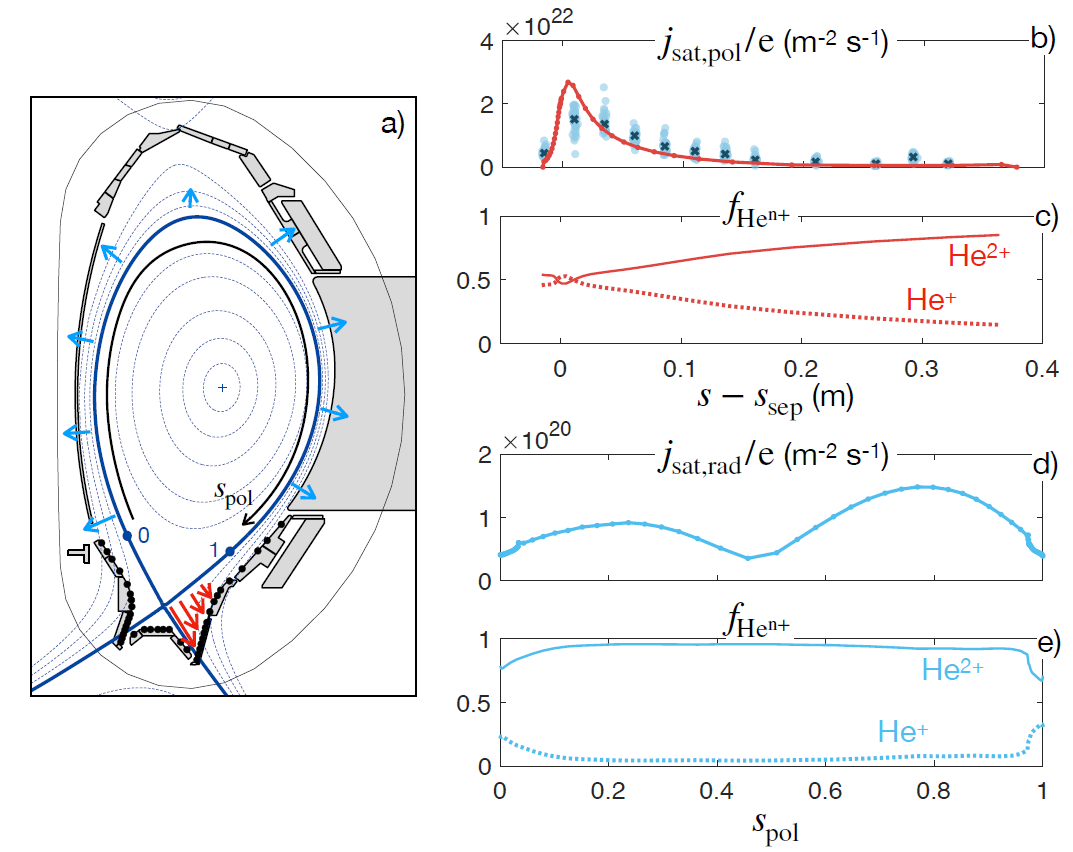 a)
s_pol
0
1
×10^22
j_sat,pol/e (m^-2 s^-1)
b)
4
2
0
f_He^n+
c)
1
0.5
0
He^2+
He^+
0 0.1 0.2 0.3 0.4
s − s_sep (m)
×10^20
j_sat,rad/e (m^-2 s^-1)
d)
2
1
0
f_He^n+
e)
1
0.5
0
He^2+
He^+
0 0.2 0.4 0.6 0.8 1
s_pol